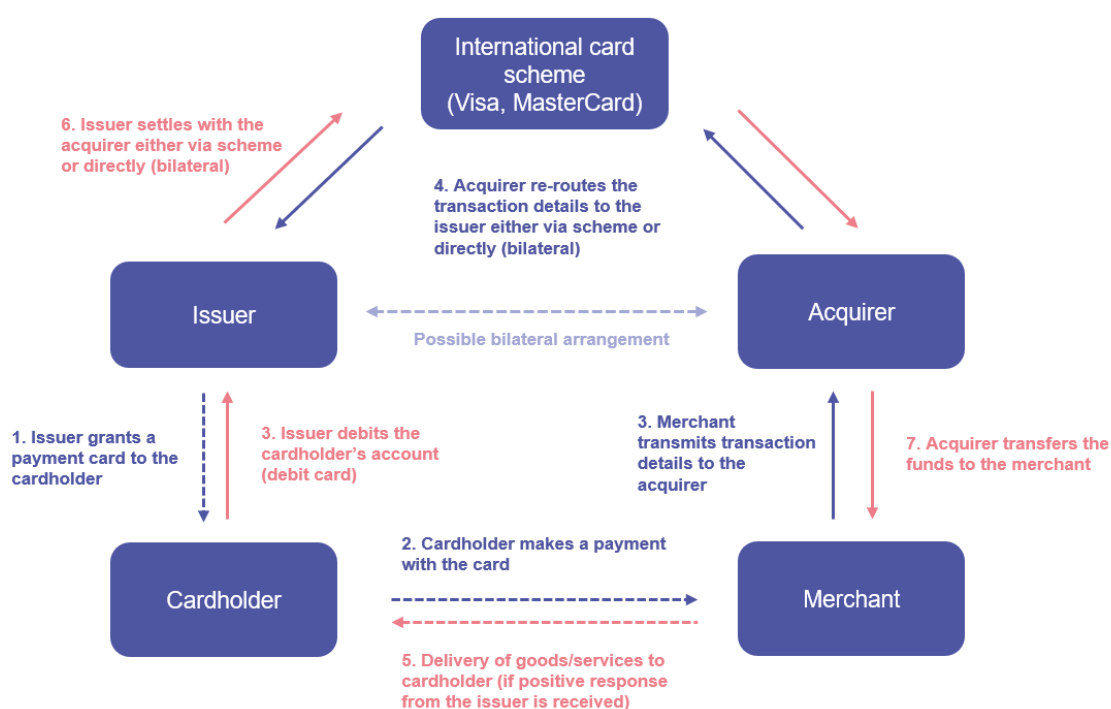 International card
scheme
(Visa, MasterCard)
6. Issuer settles with the
acquirer either via scheme
or directly (bilateral)
4. Acquirer re-routes the
transaction details to the
issuer either via scheme or
directly (bilateral)
Issuer
Acquirer
Possible bilateral arrangement
1. Issuer grants a
payment card to the
cardholder
3. Issuer debits the
cardholder’s account
(debit card)
3. Merchant
transmits transaction
details to the
acquirer
7. Acquirer transfers the
funds to the merchant
2. Cardholder makes a payment
with the card
Cardholder
Merchant
5. Delivery of goods/services to
cardholder (if positive response
from the issuer is received)